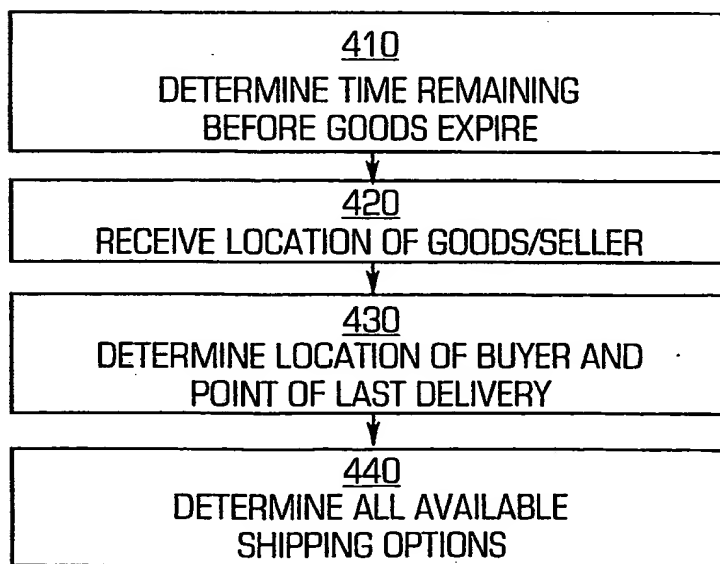 410
DETERMINE TIME REMAINING
BEFORE GOODS EXPIRE
420
RECEIVE LOCATION OF GOODS/SELLER
430
DETERMINE LOCATION OF BUYER AND
POINT OF LAST DELIVERY
440
DETERMINE ALL AVAILABLE
SHIPPING OPTIONS